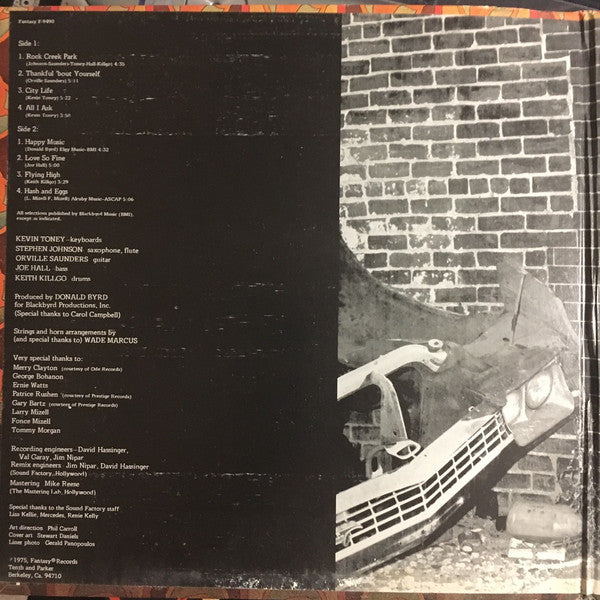 Fantasy F-9490
Side 1:
1. Rock Creek Park
(Johnson-Saunders-Toney-Hall-Killgo) 4:35
2. Thankful 'bout Yourself
(Orville Saunders) 5:11
3. City Life
(Kevin Toney) 5:22
4. All I Ask
(Kevin Toney) 5:50
Side 2:
1. Happy Music
(Donald Byrd) Elgy Music-BMI 4:32
2. Love So Fine
(Joe Hall) 5:00
3. Flying High
(Keith Killgo) 3:29
4. Hash and Eggs
(L. Mizell F. Mizell) Alruby Music-ASCAP 5:06
All selections published by Blackbyrd Music (BMI),
except as indicated.
KEVIN TONEY – keyboards
STEPHEN JOHNSON saxophone, flute
ORVILLE SAUNDERS guitar
JOE HALL bass
KEITH KILLGO drums
Produced by DONALD BYRD
for Blackbyrd Productions, Inc.
(Special thanks to Carol Campbell)
Strings and horn arrangements by
(and special thanks to) WADE MARCUS
Very special thanks to:
Merry Clayton (courtesy of Ode Records)
George Bohanon
Ernie Watts
Patrice Rushen (courtesy of Prestige Records)
Gary Bartz (courtesy of Prestige Records)
Larry Mizell
Fonce Mizell
Tommy Morgan
Recording engineers – David Hassinger,
Val Garay, Jim Nipar
Remix engineers Jim Nipar, David Hassinger
(Sound Factory, Hollywood)
Mastering Mike Reese
(The Mastering Lab, Hollywood)
Special thanks to the Sound Factory staff
Lisa Kellie, Mercedes, Renie Kelly
Art direction Phil Carroll
Cover art Stewart Daniels
Liner photo Gerald Panopoulos
℗ 1975, Fantasy® Records
Tenth and Parker
Berkeley, Ca. 94710